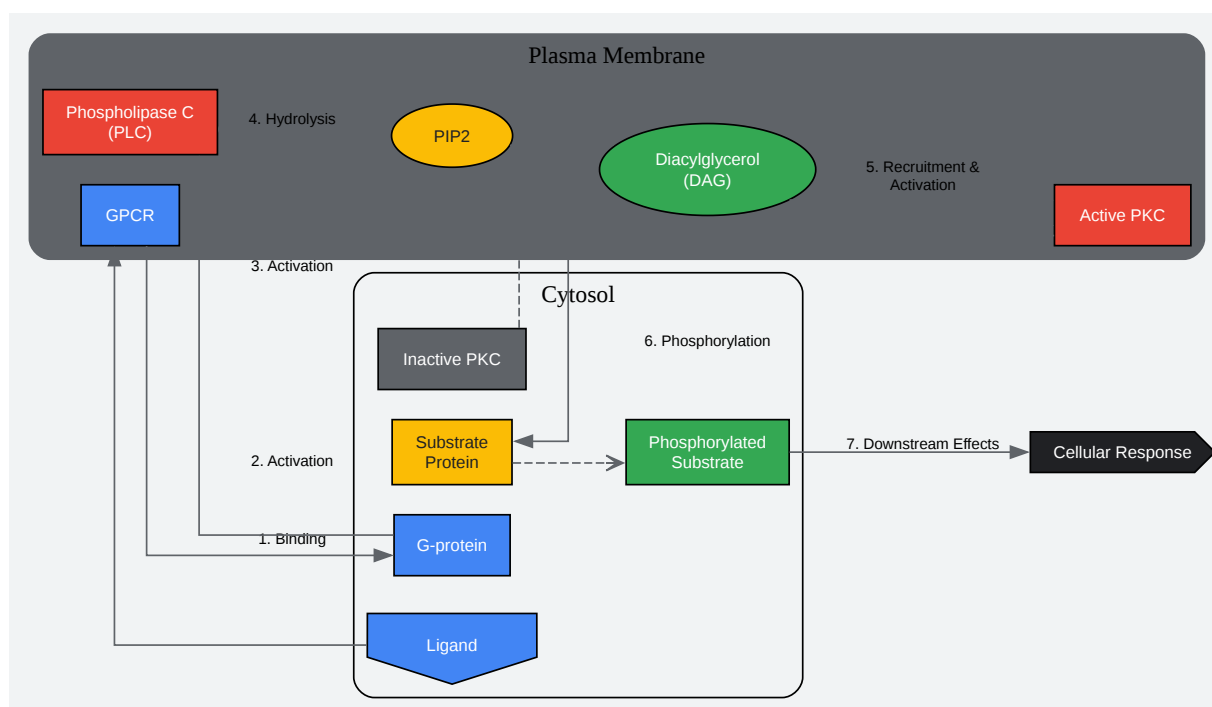 Plasma Membrane
Phospholipase C
(PLC)
4. Hydrolysis
PIP2
Diacylglycerol
(DAG)
5. Recruitment &
Activation
GPCR
Active PKC
3. Activation
Cytosol
Inactive PKC
6. Phosphorylation
Substrate
Protein
Phosphorylated
Substrate
7. Downstream Effects
Cellular Response
2. Activation
1. Binding
G-protein
Ligand